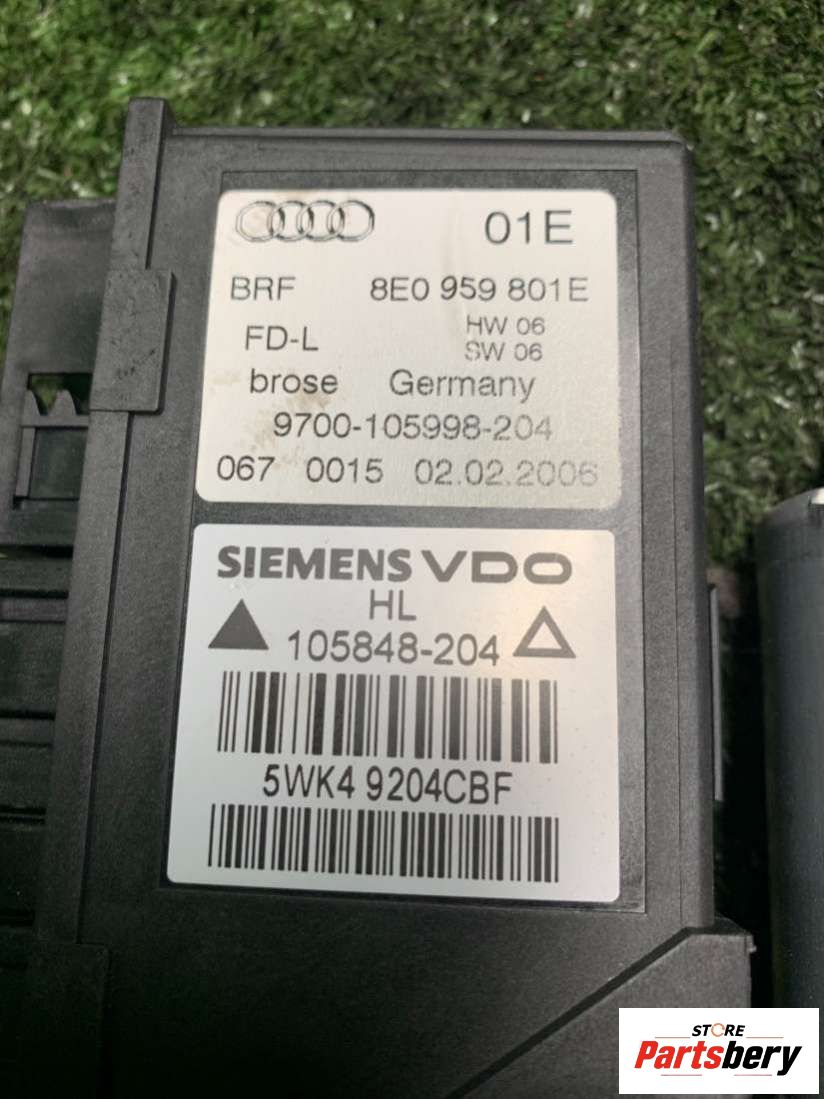 01E
BRF 8E0 959 801E
FD-L HW 06
SW 06
brose Germany
9700-105998-204
067 0015 02.02.2006
SIEMENS VDO
HL
105848-204
5WK4 9204CBF
STORE
Partsbery